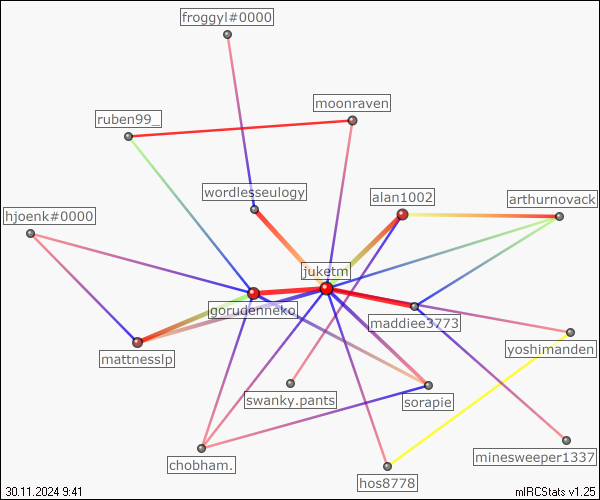 froggyl#0000
moonraven
ruben99_
wordlesseulogy
alan1002
arthurnovack
hjoenk#0000
juketm
gorudenneko
maddiee3773
mattnesslp
yoshimanden
swanky.pants
sorapie
chobham.
minesweeper1337
hos8778
30.11.2024 9:41
mIRCStats v1.25